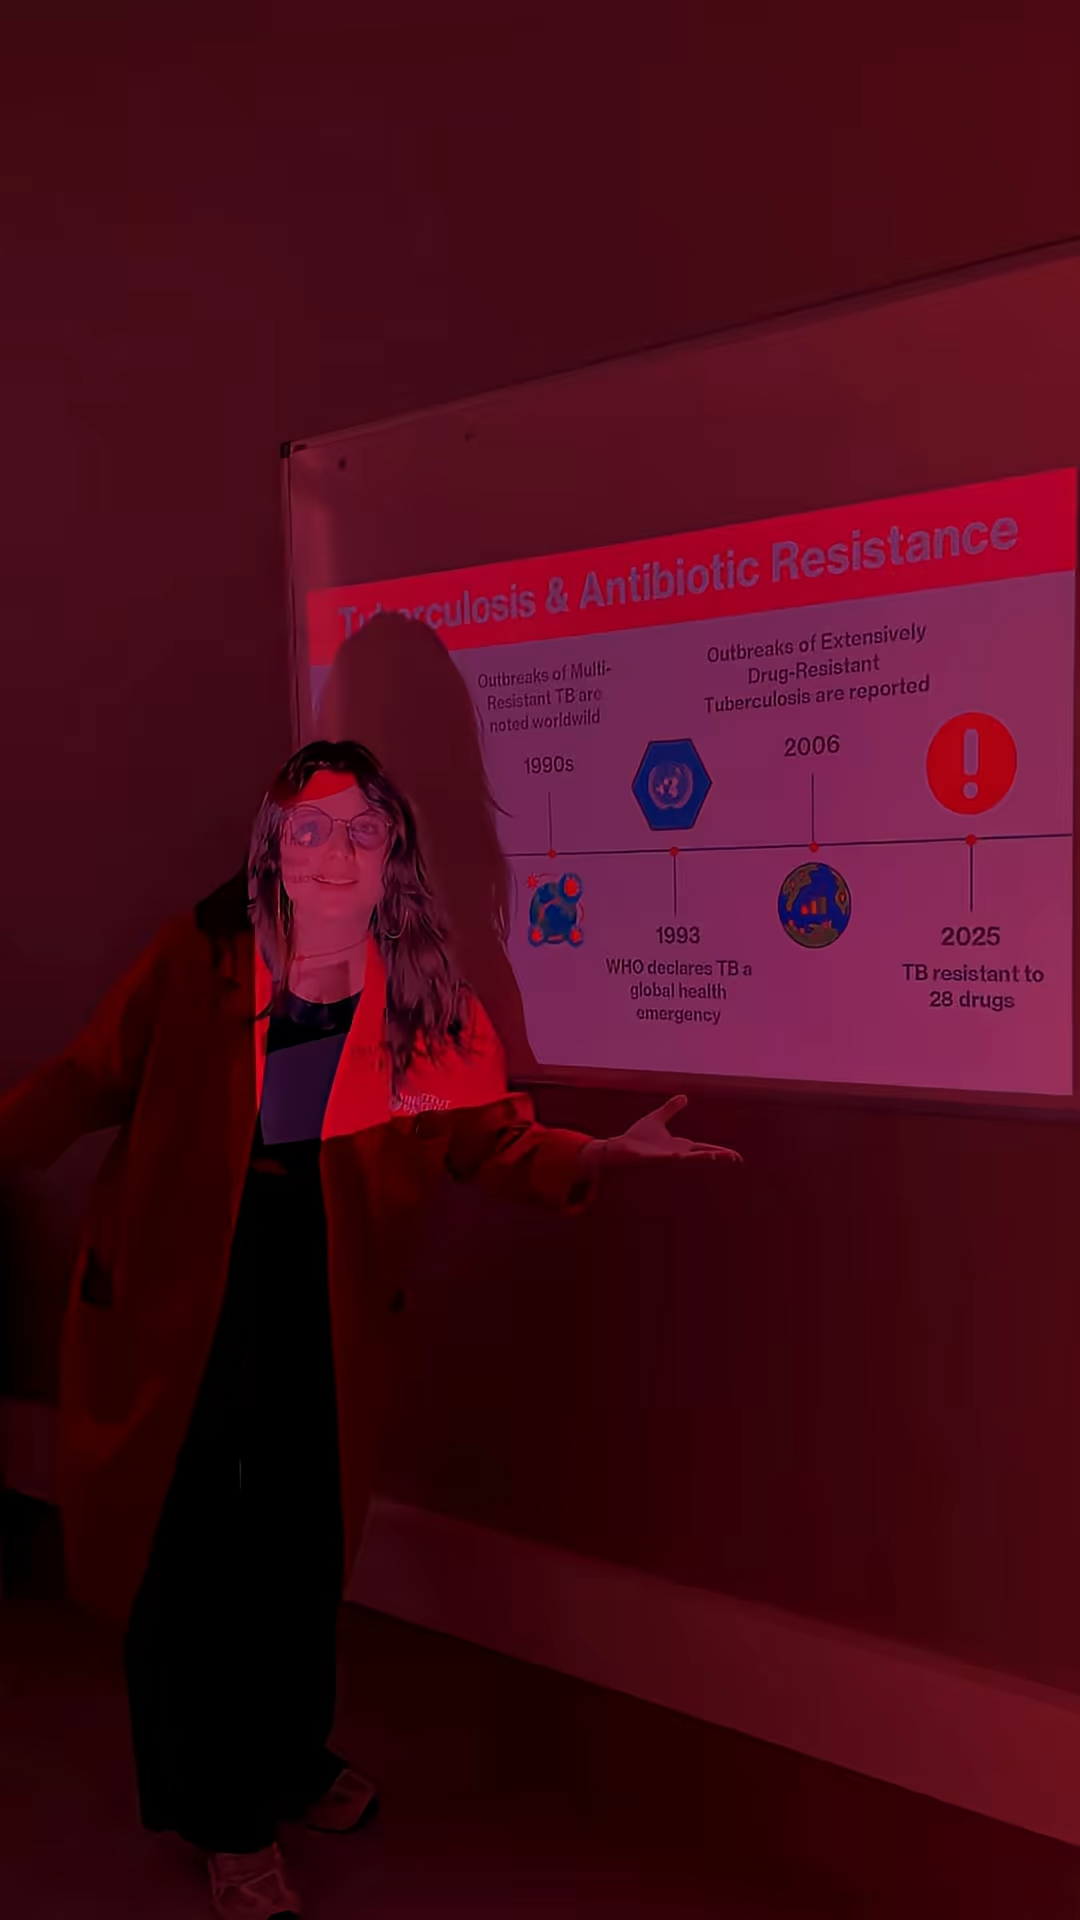 Tuberculosis & Antibiotic Resistance
Outbreaks of Multi-
Resistant TB are
noted worldwild
1990s
1993
WHO declares TB a
global health
emergency
Outbreaks of Extensively
Drug-Resistant
Tuberculosis are reported
2006
2025
TB resistant to
28 drugs